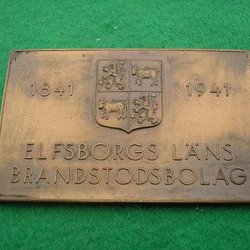 1841 1941
ELFSBORGS LÄNS
BRANDSTODSBOLAG